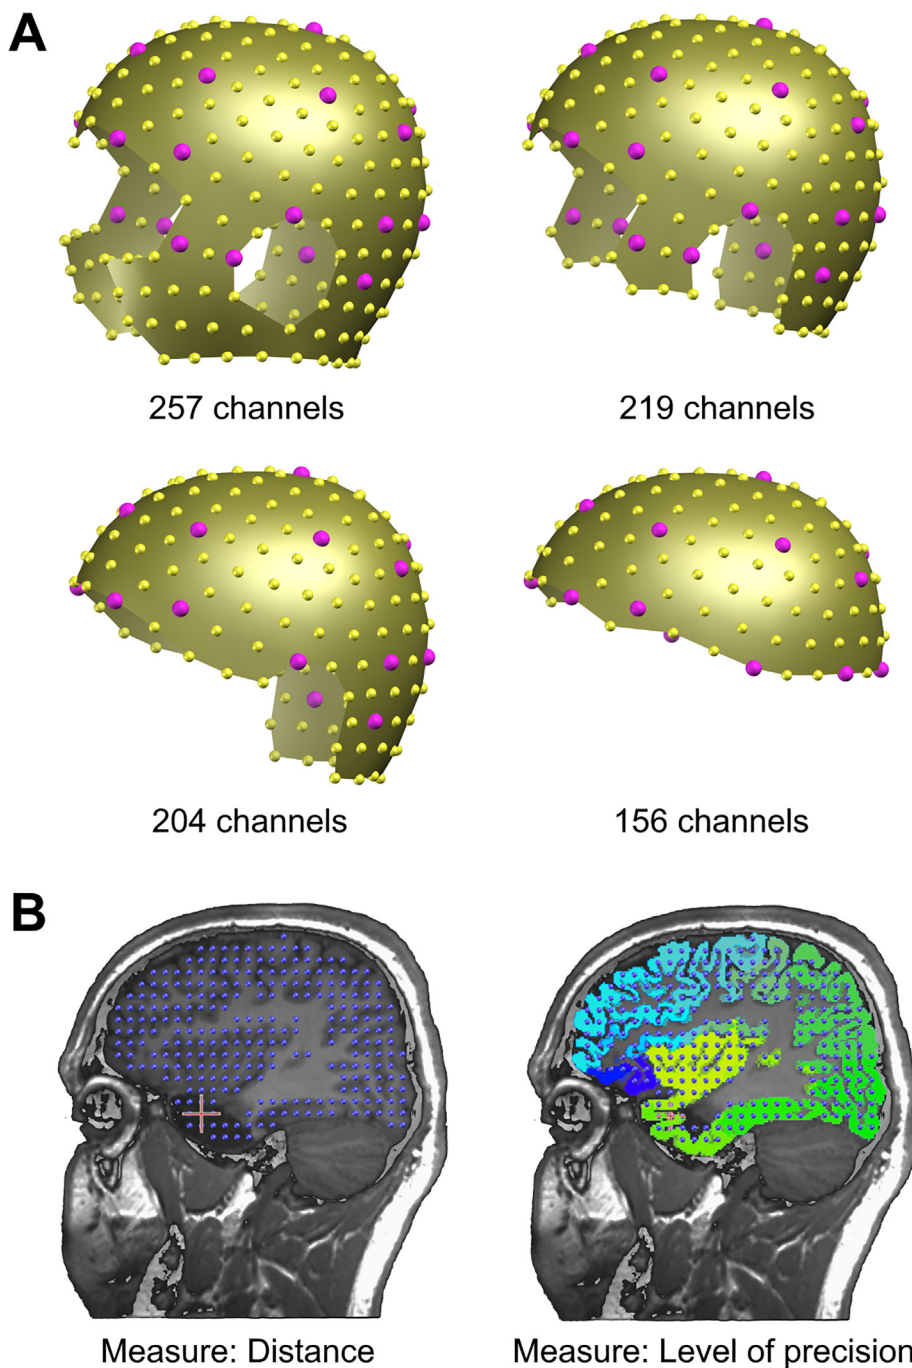 A
257 channels
219 channels
204 channels
156 channels
B
Measure: Distance
Measure: Level of precision